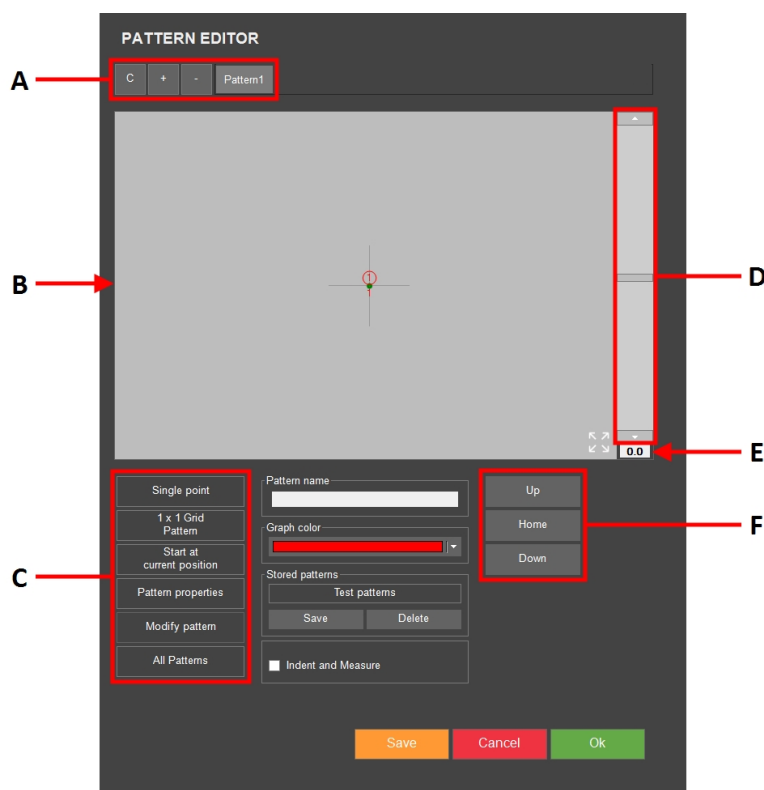 PATTERN EDITOR
A
C + - Pattern1
B
1
1
D
0.0
E
Single point
Pattern name
Up
1 x 1 Grid
Pattern
Graph color
Home
F
Start at
current position
Down
C
Stored patterns
Pattern properties
Test patterns
Modify pattern
Save Delete
All Patterns
Indent and Measure
Save Cancel Ok